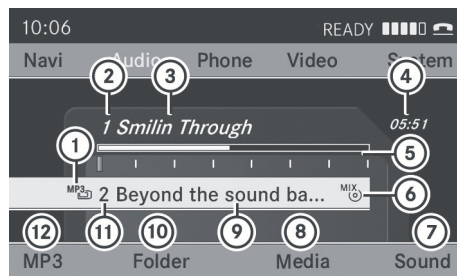 10:06 READY
Navi Audio Phone Video System
2 3 4
1 Smilin Through 05:51
1 5
MP3 2 Beyond the sound ba... MIX 6
12 11 10 9 8 7
MP3 Folder Media Sound